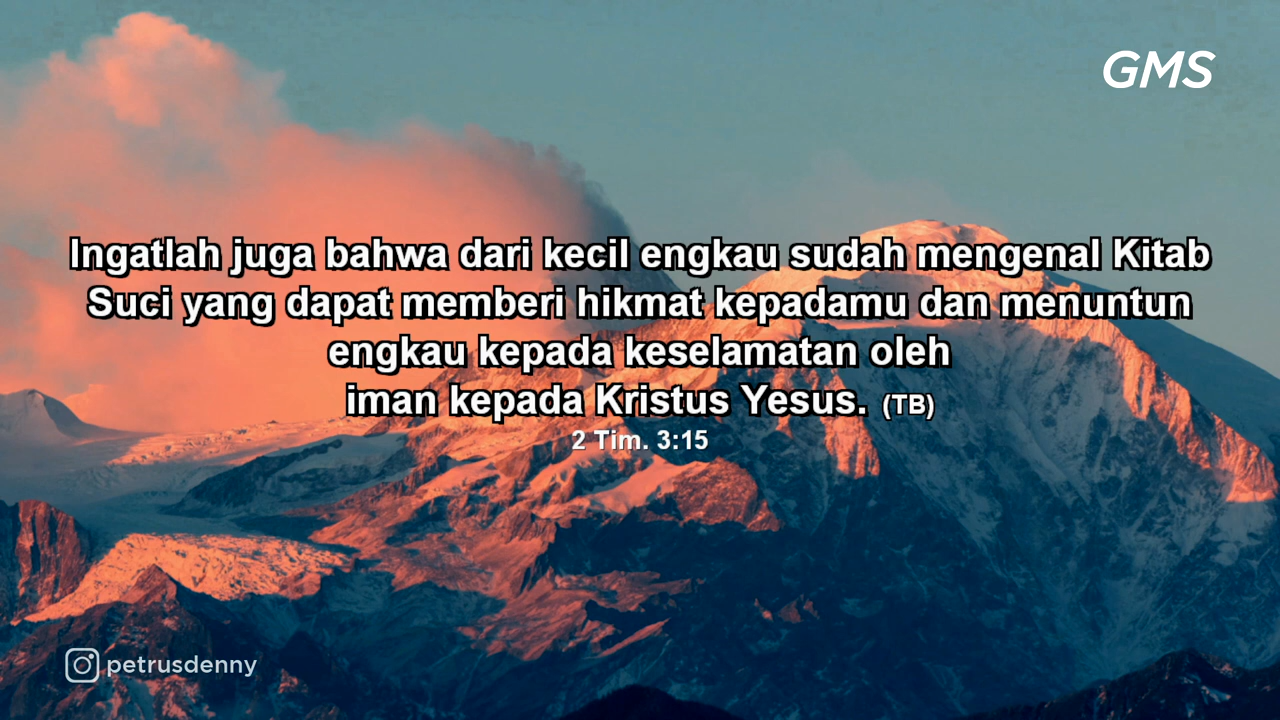 GMS
Ingatlah juga bahwa dari kecil engkau sudah mengenal Kitab
Suci yang dapat memberi hikmat kepadamu dan menuntun
engkau kepada keselamatan oleh
iman kepada Kristus Yesus. (TB)
2 Tim. 3:15
petrusdenny